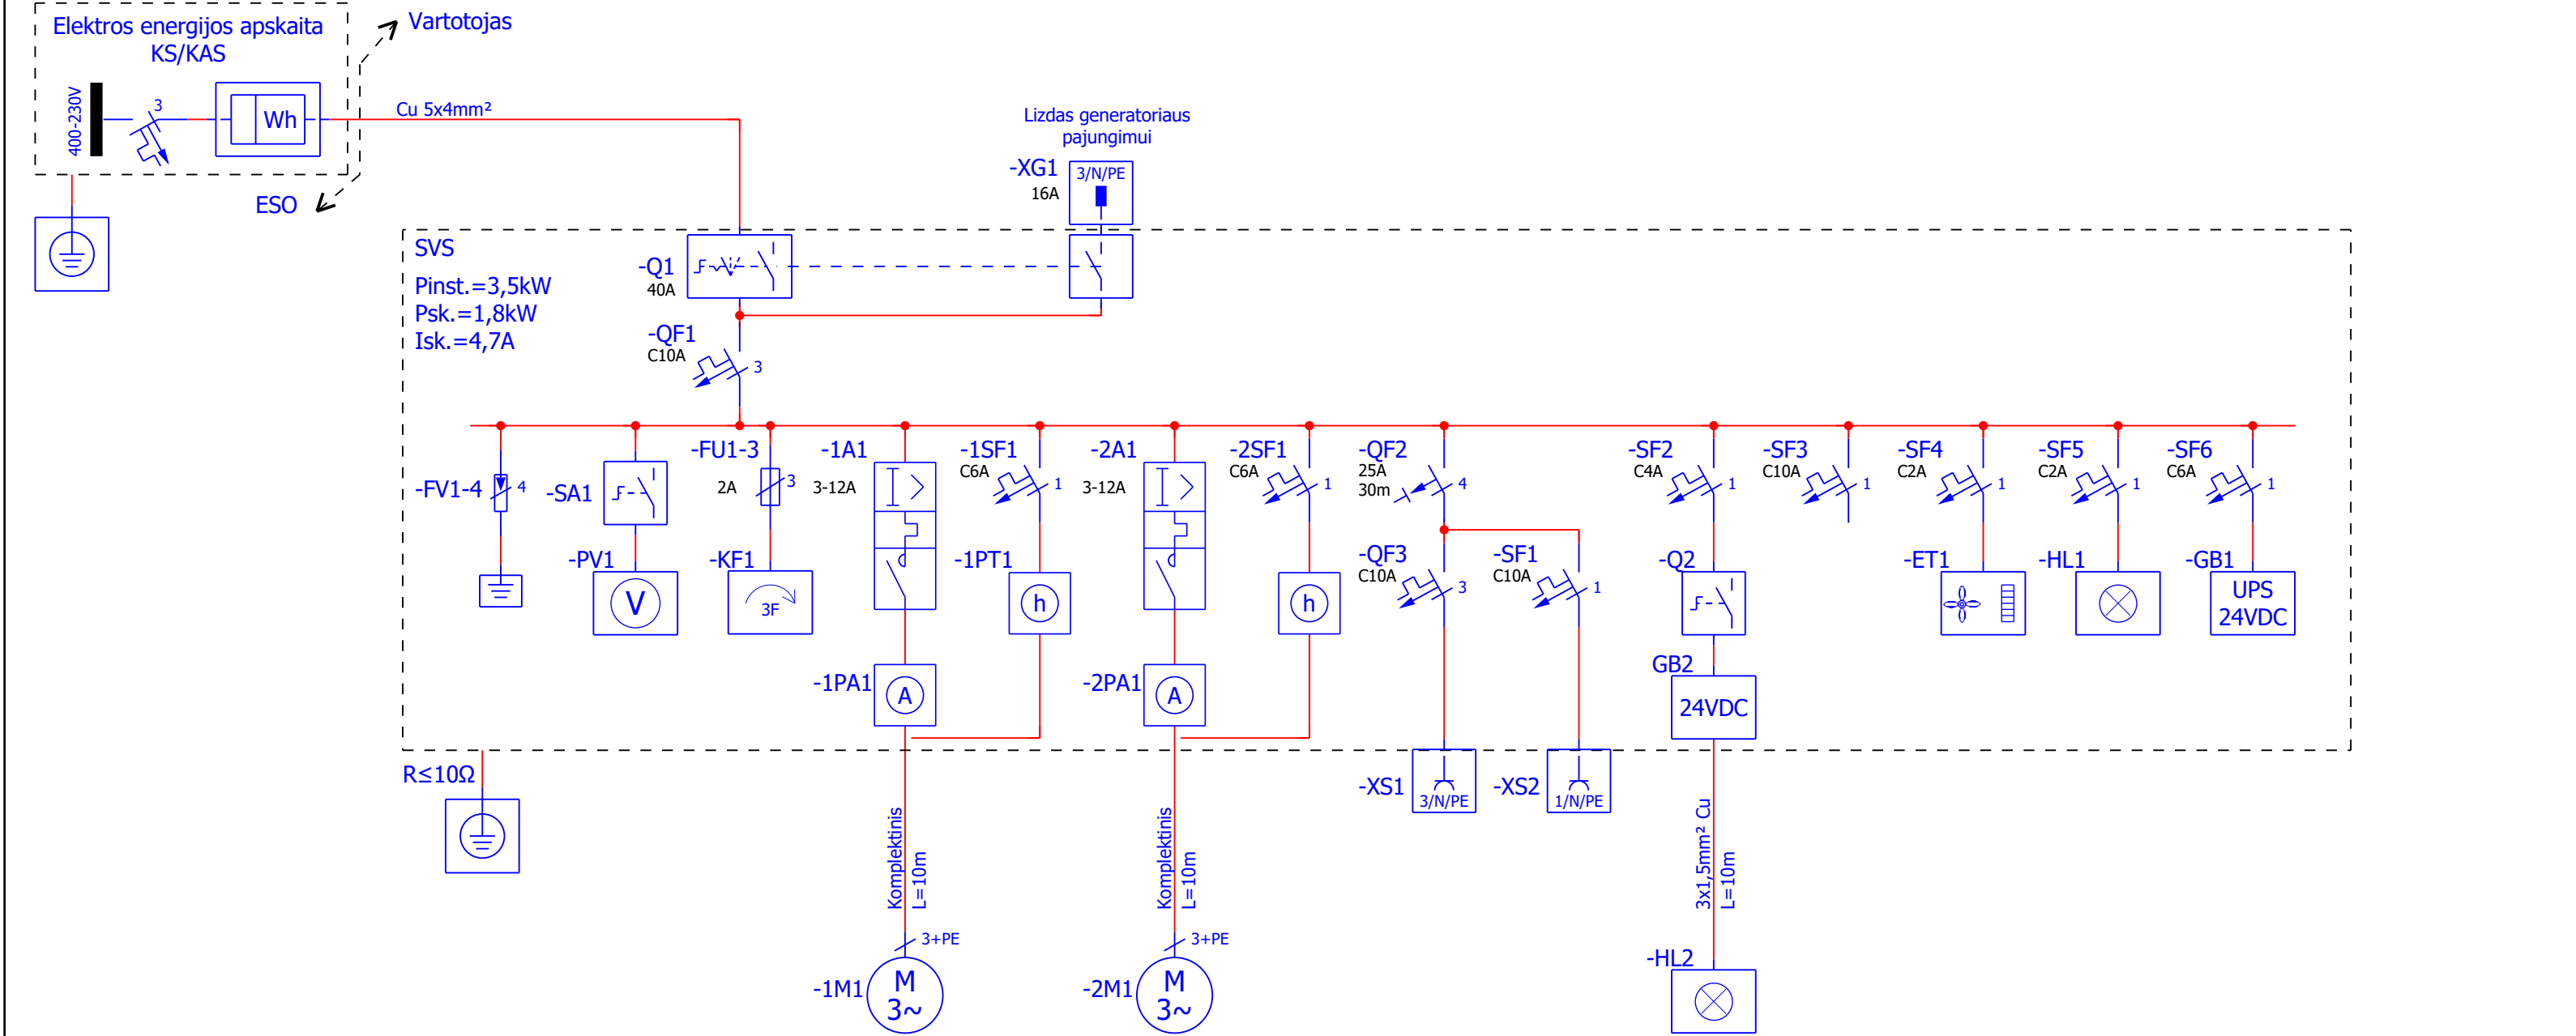 Elektros energijos apskaita
KS/KAS
Vartotojas
400-230V
3
Wh
Cu 5x4mm²
ESO
Lizdas generatoriaus
pajungimui
-XG1
16A
3/N/PE
SVS
Pinst.=3,5kW
Psk.=1,8kW
Isk.=4,7A
-Q1
40A
-QF1
C10A
3
-FV1-4
4
-SA1
-PV1
V
-FU1-3
2A
3
-KF1
3F
-1A1
3-12A
-1PA1
A
-1SF1
C6A
1
-1PT1
h
-2A1
3-12A
-2PA1
A
-2SF1
C6A
1
h
-QF2
25A
30m
4
-QF3
C10A
3
-SF1
C10A
1
-SF2
C4A
1
-Q2
GB2
24VDC
-SF3
C10A
1
-SF4
C2A
1
-ET1
-SF5
C2A
1
-HL1
-SF6
C6A
1
-GB1
UPS
24VDC
R≤10Ω
-XS1
3/N/PE
-XS2
1/N/PE
Komplektinis
L=10m
3+PE
-1M1
M
3~
Komplektinis
L=10m
3+PE
-2M1
M
3~
3x1,5mm² Cu
L=10m
-HL2